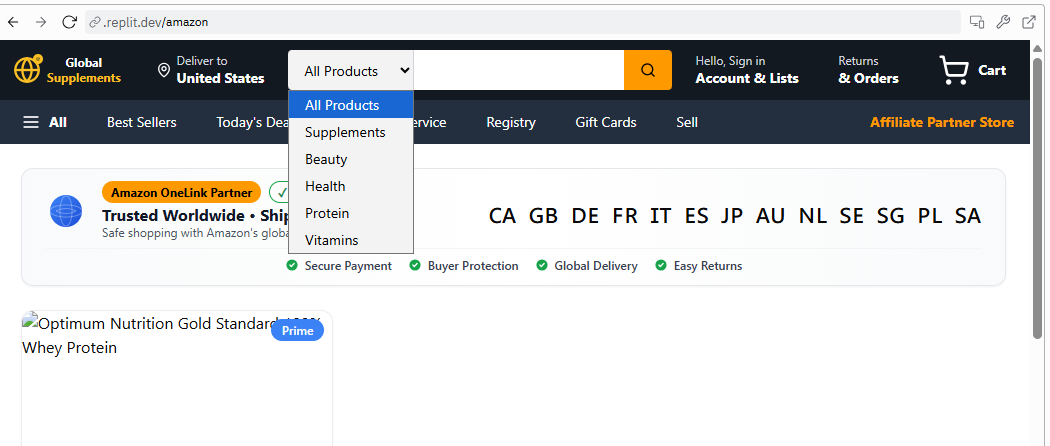 .replit.dev/amazon
Global
Supplements
Deliver to
United States
All Products
Hello, Sign in
Account & Lists
Returns
& Orders
Cart
All Products
Supplements
Beauty
Health
Protein
Vitamins
All
Best Sellers
Today's Dea
ervice
Registry
Gift Cards
Sell
Affiliate Partner Store
Amazon OneLink Partner
Trusted Worldwide • Ship
Safe shopping with Amazon's globa
CA GB DE FR IT ES JP AU NL SE SG PL SA
Secure Payment
Buyer Protection
Global Delivery
Easy Returns
Optimum Nutrition Gold Standard
Prime
Whey Protein